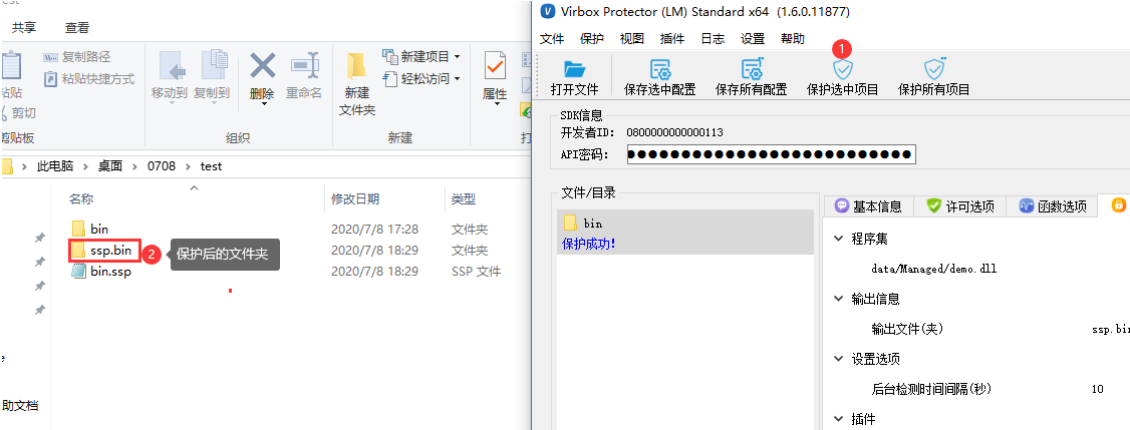 共享 查看
复制路径
粘贴快捷方式
剪切
移动到 复制到 删除 重命名 新建
文件夹
新建项目
轻松访问
属性
组织 新建
此电脑 > 桌面 > 0708 > test
名称 修改日期 类型
bin 2020/7/8 17:28 文件夹
ssp.bin 2020/7/8 18:29 文件夹
2 保护后的文件夹
bin.ssp 2020/7/8 18:29 SSP 文件
助文档
Virbox Protector (LM) Standard x64 (1.6.0.11877)
文件 保护 视图 插件 日志 设置 帮助
1
打开文件 保存选中配置 保存所有配置 保护选中项目 保护所有项目
SDK信息
开发者ID: 0800000000000113
API密码: ●●●●●●●●●●●●●●●●●●●●●●●●●●
文件/目录
bin
保护成功!
基本信息 许可选项 函数选项
程序集
data/Managed/demo.dll
输出信息
输出文件(夹) ssp.bin
设置选项
后台检测时间间隔(秒) 10
插件